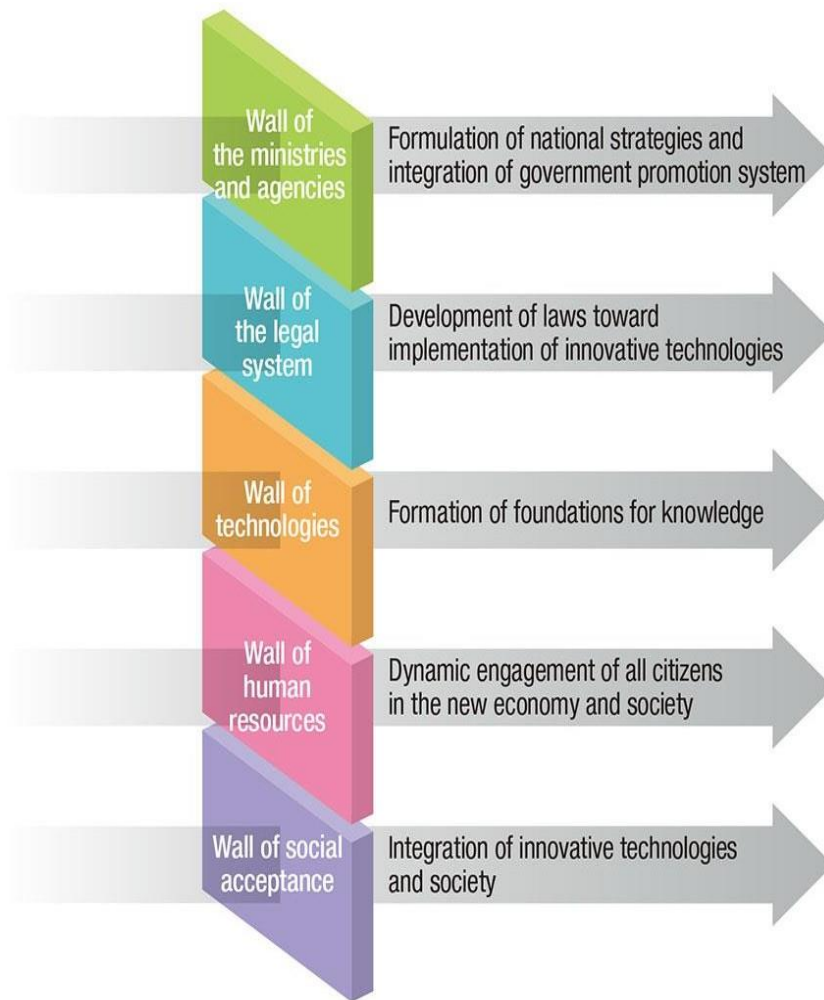 Wall of
the ministries
and agencies
Formulation of national strategies and
integration of government promotion system
Wall of
the legal
system
Development of laws toward
implementation of innovative technologies
Wall of
technologies
Formation of foundations for knowledge
Wall of
human
resources
Dynamic engagement of all citizens
in the new economy and society
Wall of social
acceptance
Integration of innovative technologies
and society